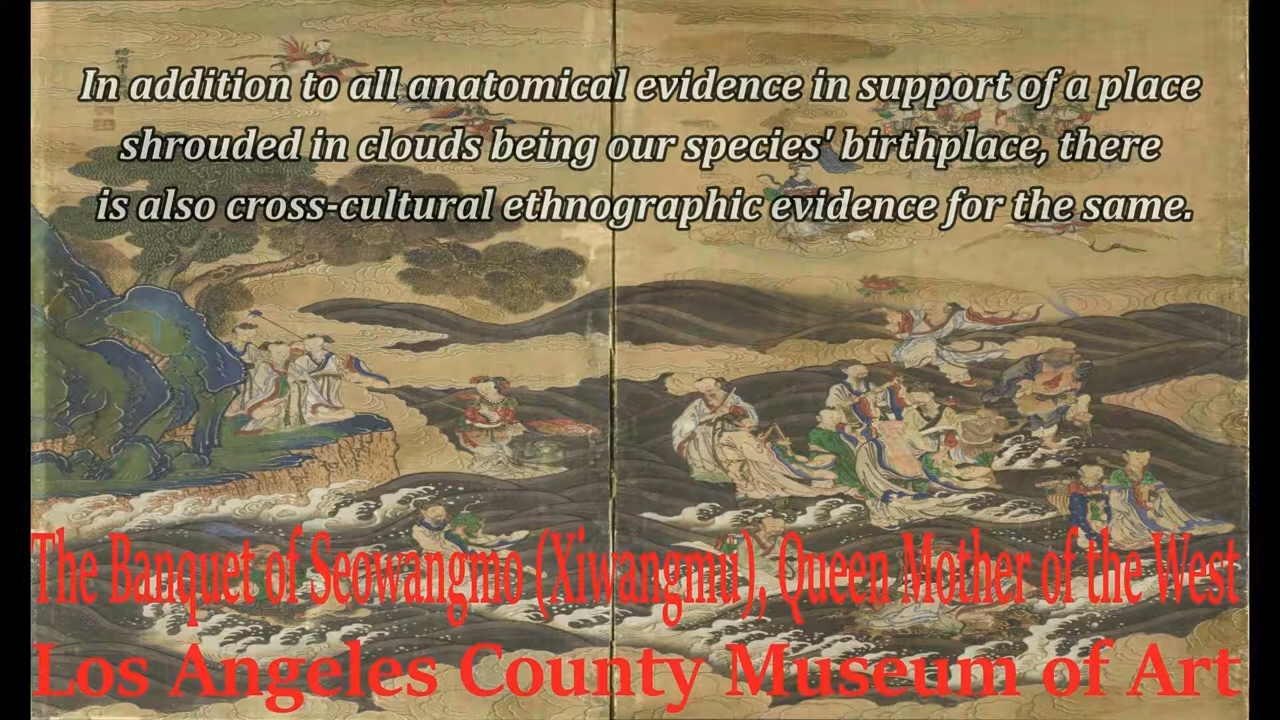 In addition to all anatomical evidence in support of a place
shrouded in clouds being our species' birthplace, there
is also cross-cultural ethnographic evidence for the same.
The Banquet of Seowangmo (Xiwangmu), Queen Mother of the West
Los Angeles County Museum of Art